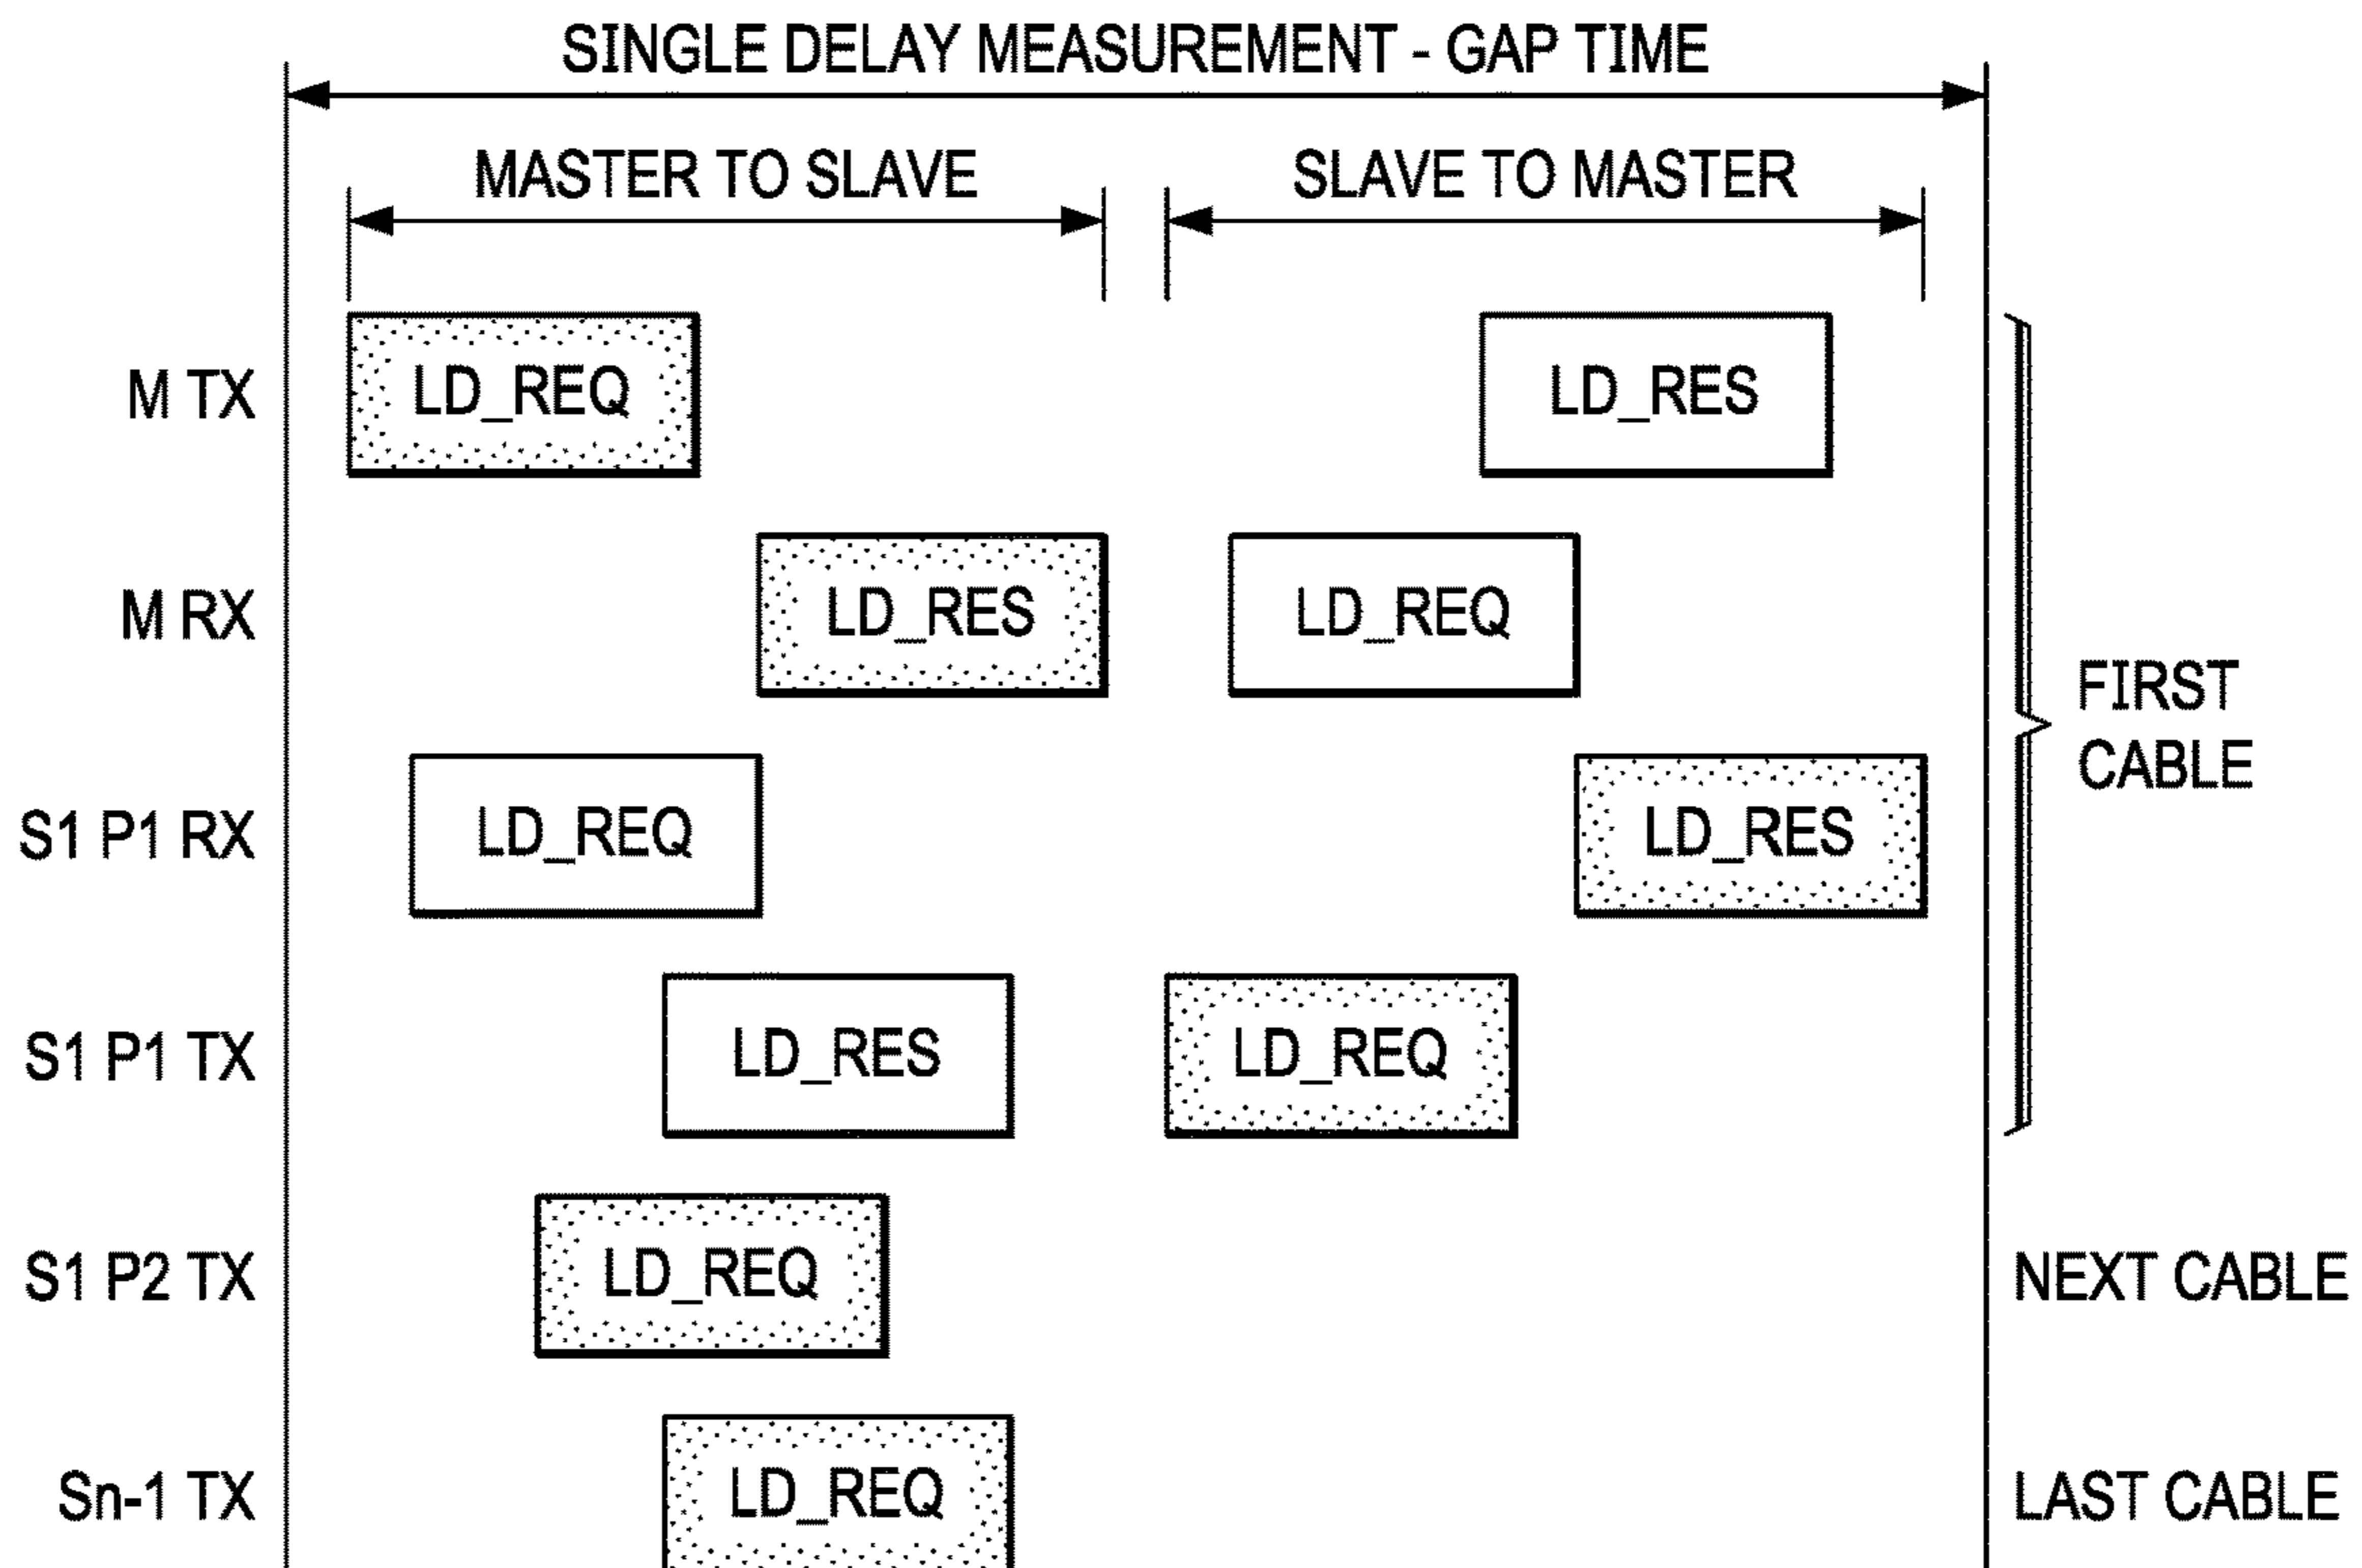 SINGLE DELAY MEASUREMENT - GAP TIME
MASTER TO SLAVE
SLAVE TO MASTER
M TX
LD_REQ
LD_RES
M RX
LD_RES
LD_REQ
FIRST
CABLE
S1 P1 RX
LD_REQ
LD_RES
S1 P1 TX
LD_RES
LD_REQ
S1 P2 TX
LD_REQ
NEXT CABLE
Sn-1 TX
LD_REQ
LAST CABLE